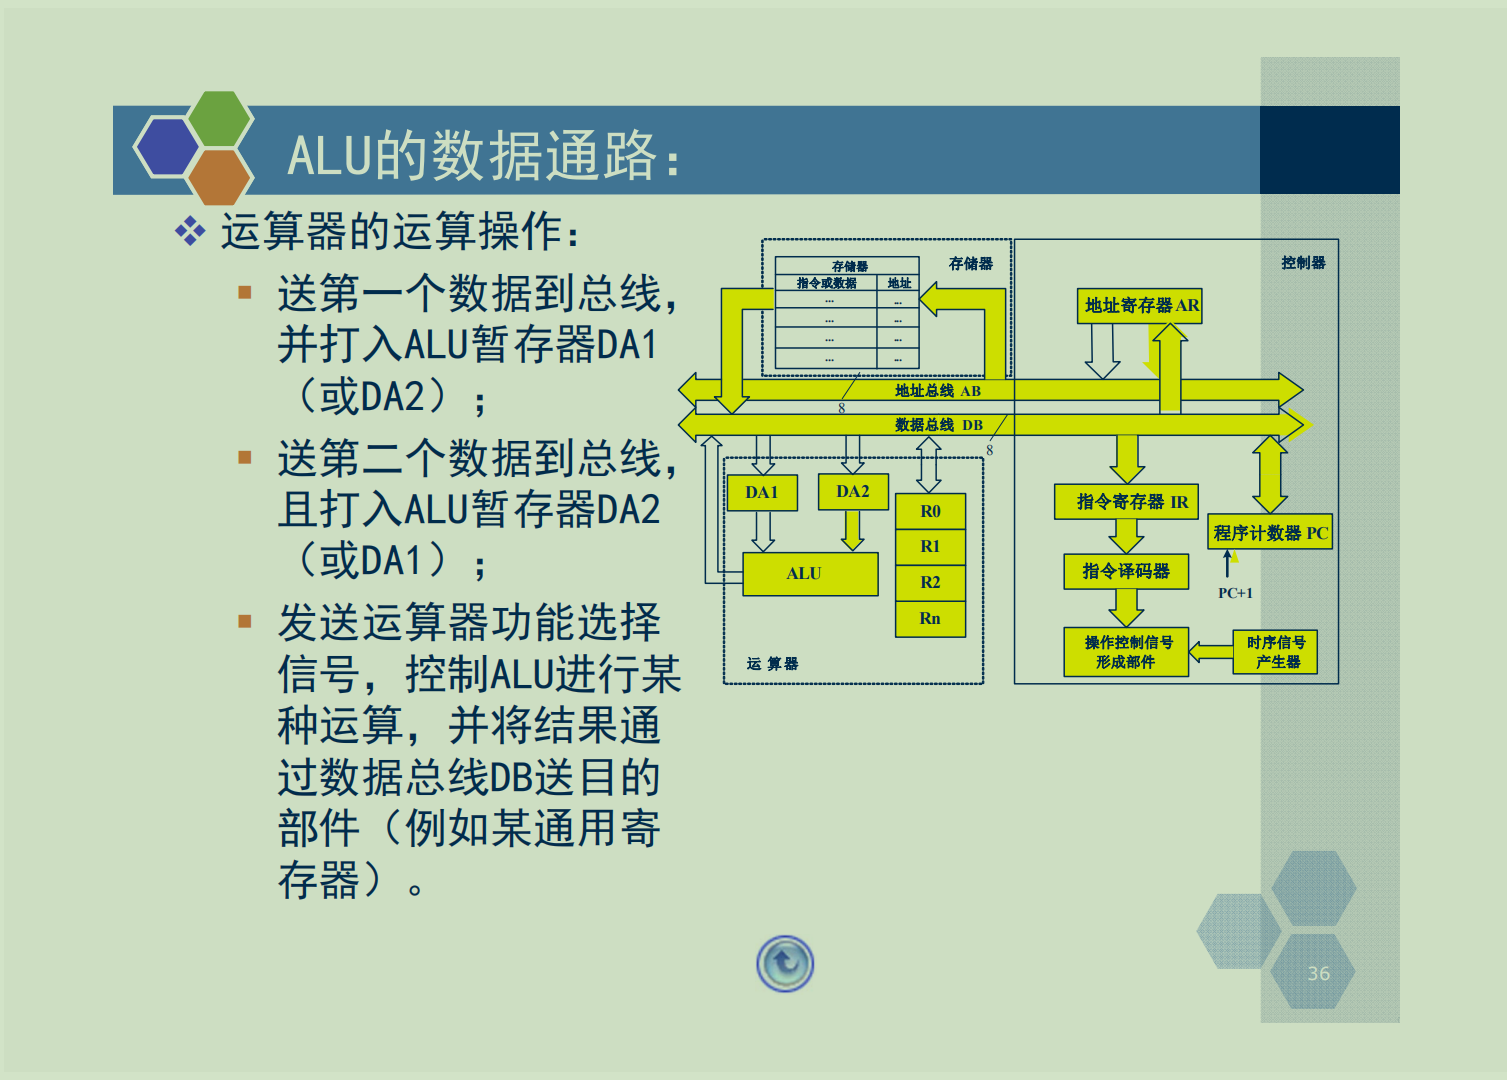 ALU的数据通路：
运算器的运算操作：
送第一个数据到总线，
并打入ALU暂存器DA1
（或DA2）；
送第二个数据到总线，
且打入ALU暂存器DA2
（或DA1）；
发送运算器功能选择
信号，控制ALU进行某
种运算，并将结果通
过数据总线DB送目的
部件（例如某通用寄
存器）。
存储器
存储器
指令或数据 地址
... ...
... ...
... ...
... ...
控制器
地址寄存器 AR
地址总线 AB
8
数据总线 DB
8
DA1
DA2
ALU
R0
R1
R2
Rn
运 算器
指令寄存器 IR
程序计数器 PC
PC+1
指令译码器
操作控制信号
形成部件
时序信号
产生器
36